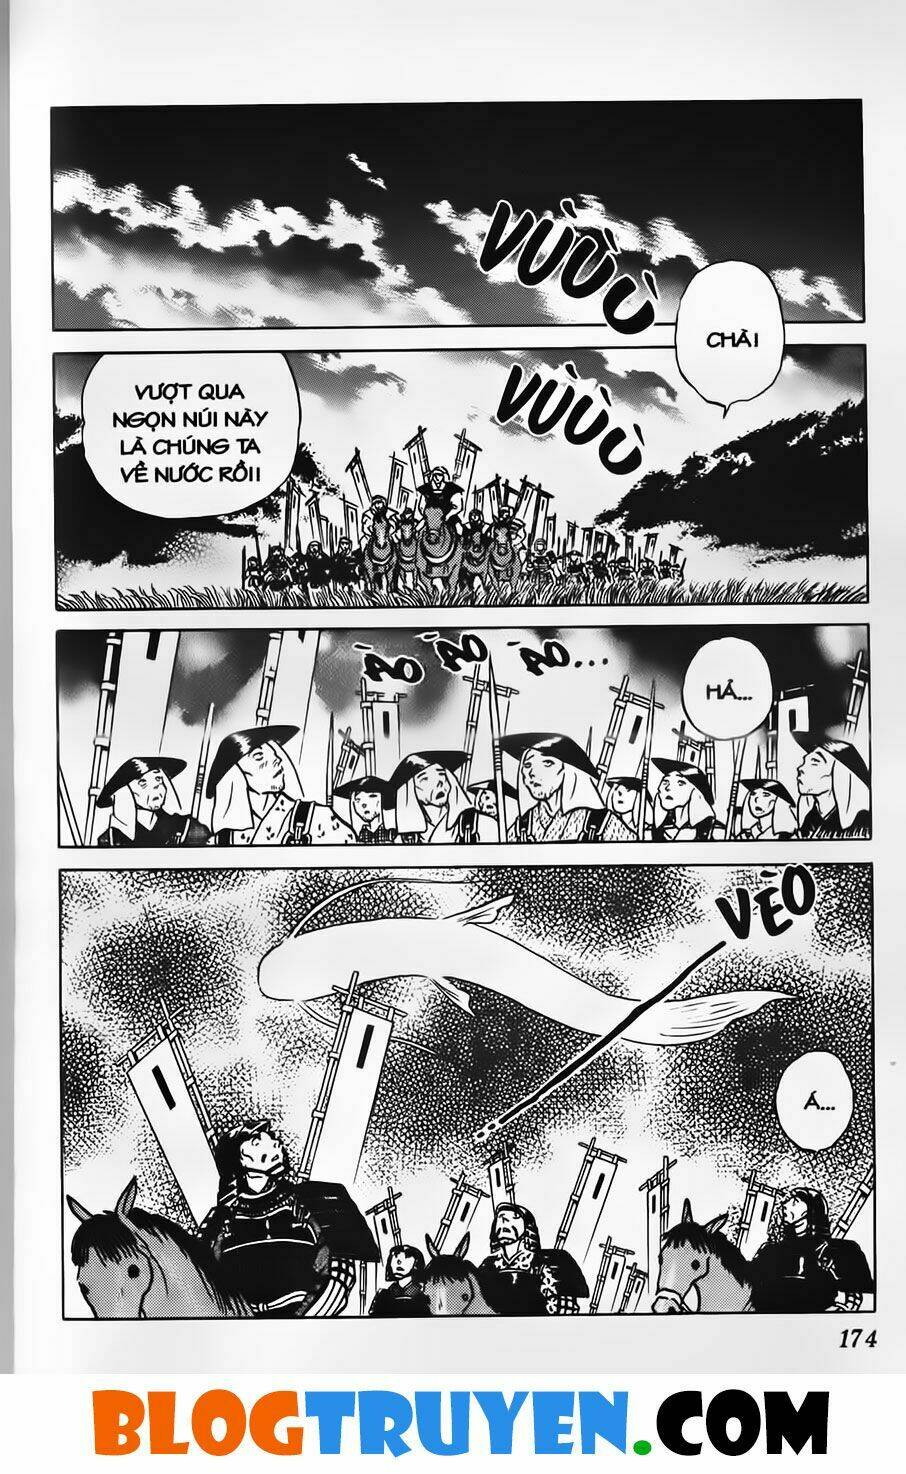 VÙÙÙ
CHÀ!
VƯỢT QUA
NGỌN NÚI NÀY
LÀ CHÚNG TA
VỀ NƯỚC RỒI!
VÙÙÙ
ÀO ÀO ÀO...
HẢ...
VÈO
Á...
174
BLOGTRUYEN.COM